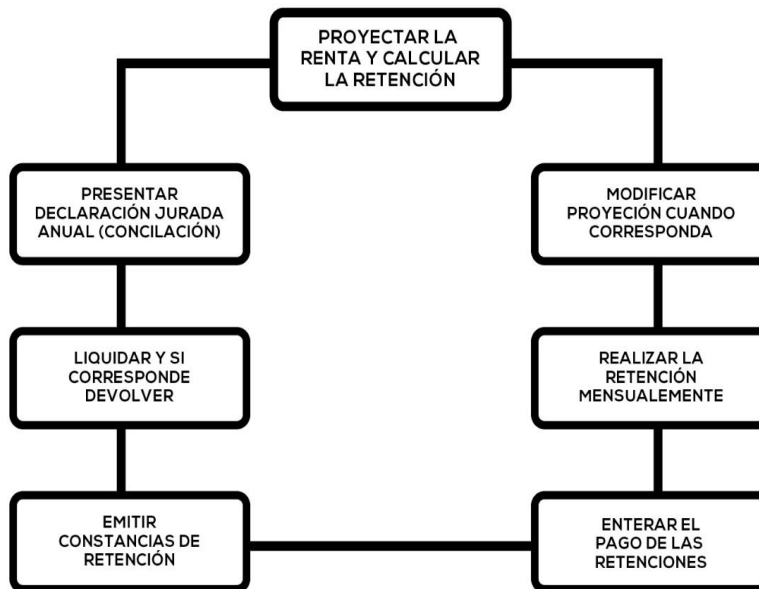 PROYECTAR LA
RENTA Y CALCULAR
LA RETENCIÓN
MODIFICAR
PROYECIÓN CUANDO
CORRESPONDA
REALIZAR LA
RETENCIÓN
MENSUALEMENTE
ENTERAR EL
PAGO DE LAS
RETENCIONES
EMITIR
CONSTANCIAS DE
RETENCIÓN
LIQUIDAR Y SI
CORRESPONDE
DEVOLVER
PRESENTAR
DECLARACIÓN JURADA
ANUAL (CONCILACIÓN)